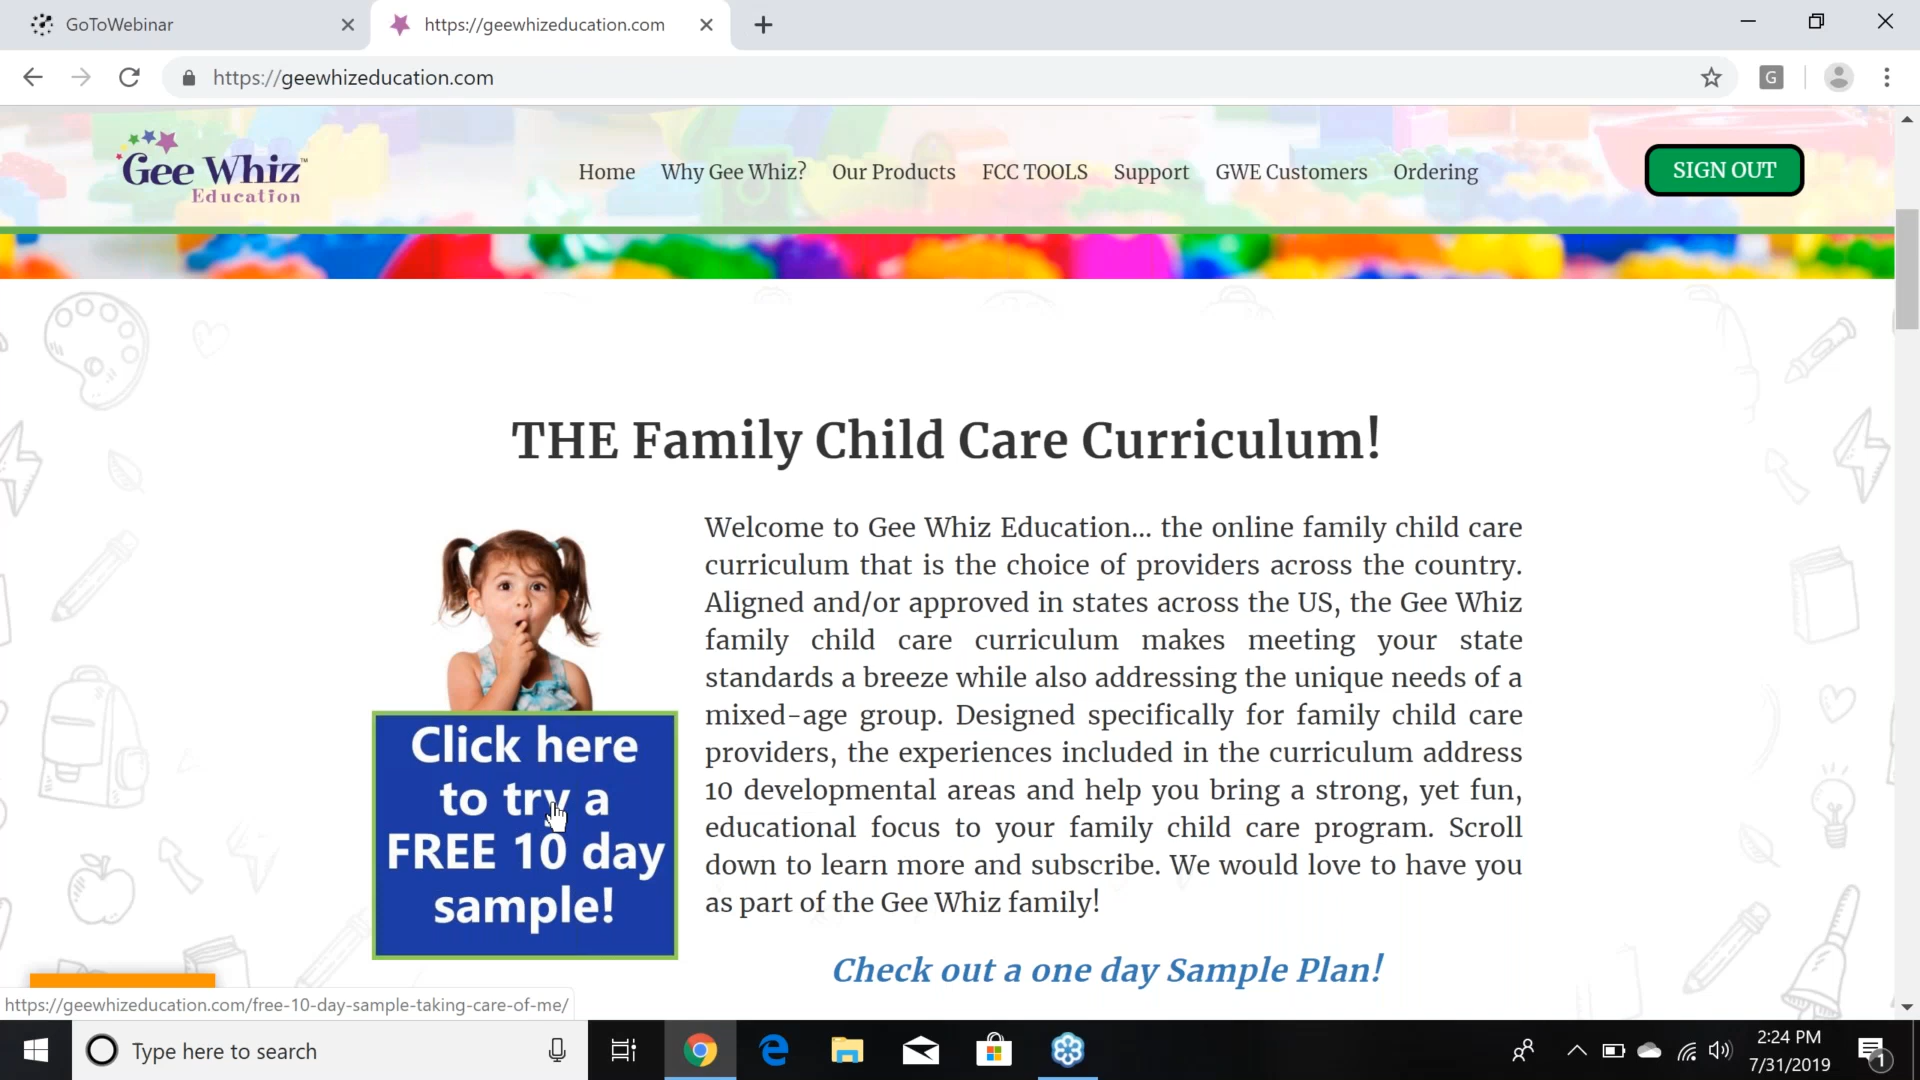 GoToWebinar
https://geewhizeducation.com
https://geewhizeducation.com
G
Gee Whiz™
Education
Home
Why Gee Whiz?
Our Products
FCC TOOLS
Support
GWE Customers
Ordering
SIGN OUT
THE Family Child Care Curriculum!
Click here
to try a
FREE 10 day
sample!
Welcome to Gee Whiz Education... the online family child care
curriculum that is the choice of providers across the country.
Aligned and/or approved in states across the US, the Gee Whiz
family child care curriculum makes meeting your state
standards a breeze while also addressing the unique needs of a
mixed-age group. Designed specifically for family child care
providers, the experiences included in the curriculum address
10 developmental areas and help you bring a strong, yet fun,
educational focus to your family child care program. Scroll
down to learn more and subscribe. We would love to have you
as part of the Gee Whiz family!
Check out a one day Sample Plan!
https://geewhizeducation.com/free-10-day-sample-taking-care-of-me/
Type here to search
2:24 PM
7/31/2019
1